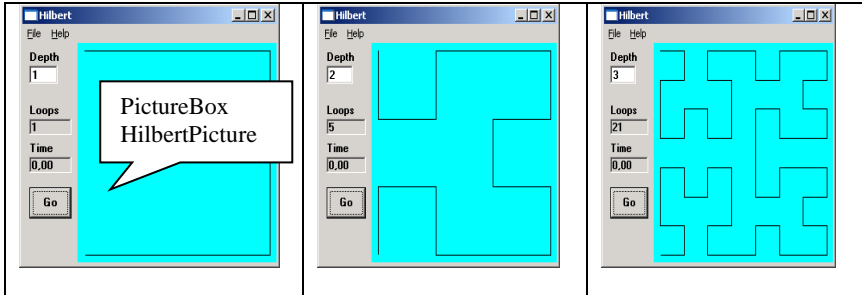 Hilbert
File Help
Depth
1
Loops
1
Time
0,00
Go
PictureBox
HilbertPicture
Hilbert
File Help
Depth
2
Loops
5
Time
0,00
Go
Hilbert
File Help
Depth
3
Loops
21
Time
0,00
Go